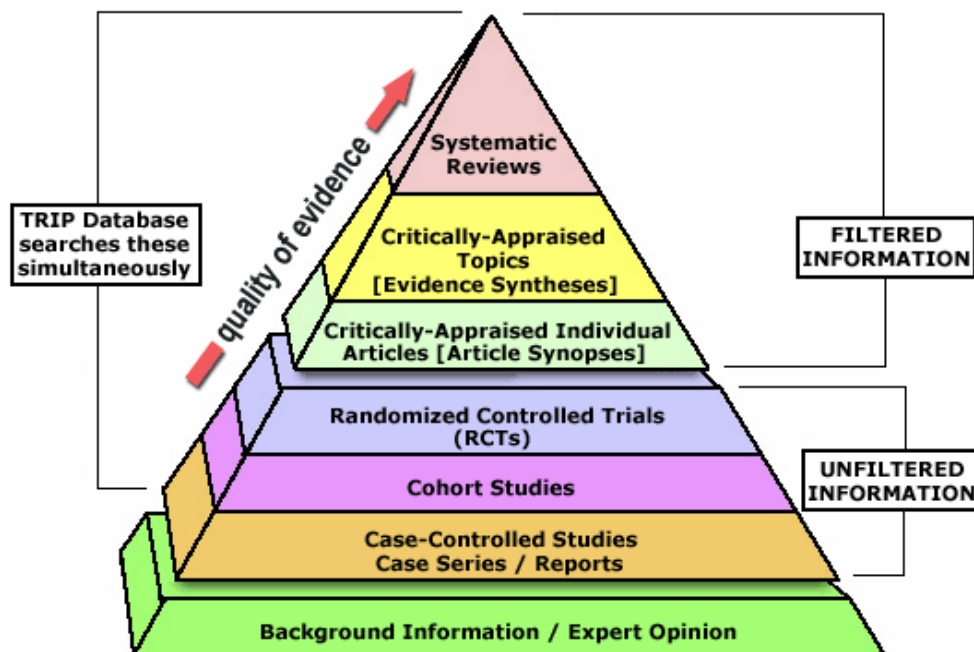 Systematic
Reviews
quality of evidence
TRIP Database
searches these
simultaneously
FILTERED
INFORMATION
Critically-Appraised
Topics
[Evidence Syntheses]
Critically-Appraised Individual
Articles [Article Synopses]
Randomized Controlled Trials
(RCTs)
UNFILTERED
INFORMATION
Cohort Studies
Case-Controlled Studies
Case Series / Reports
Background Information / Expert Opinion